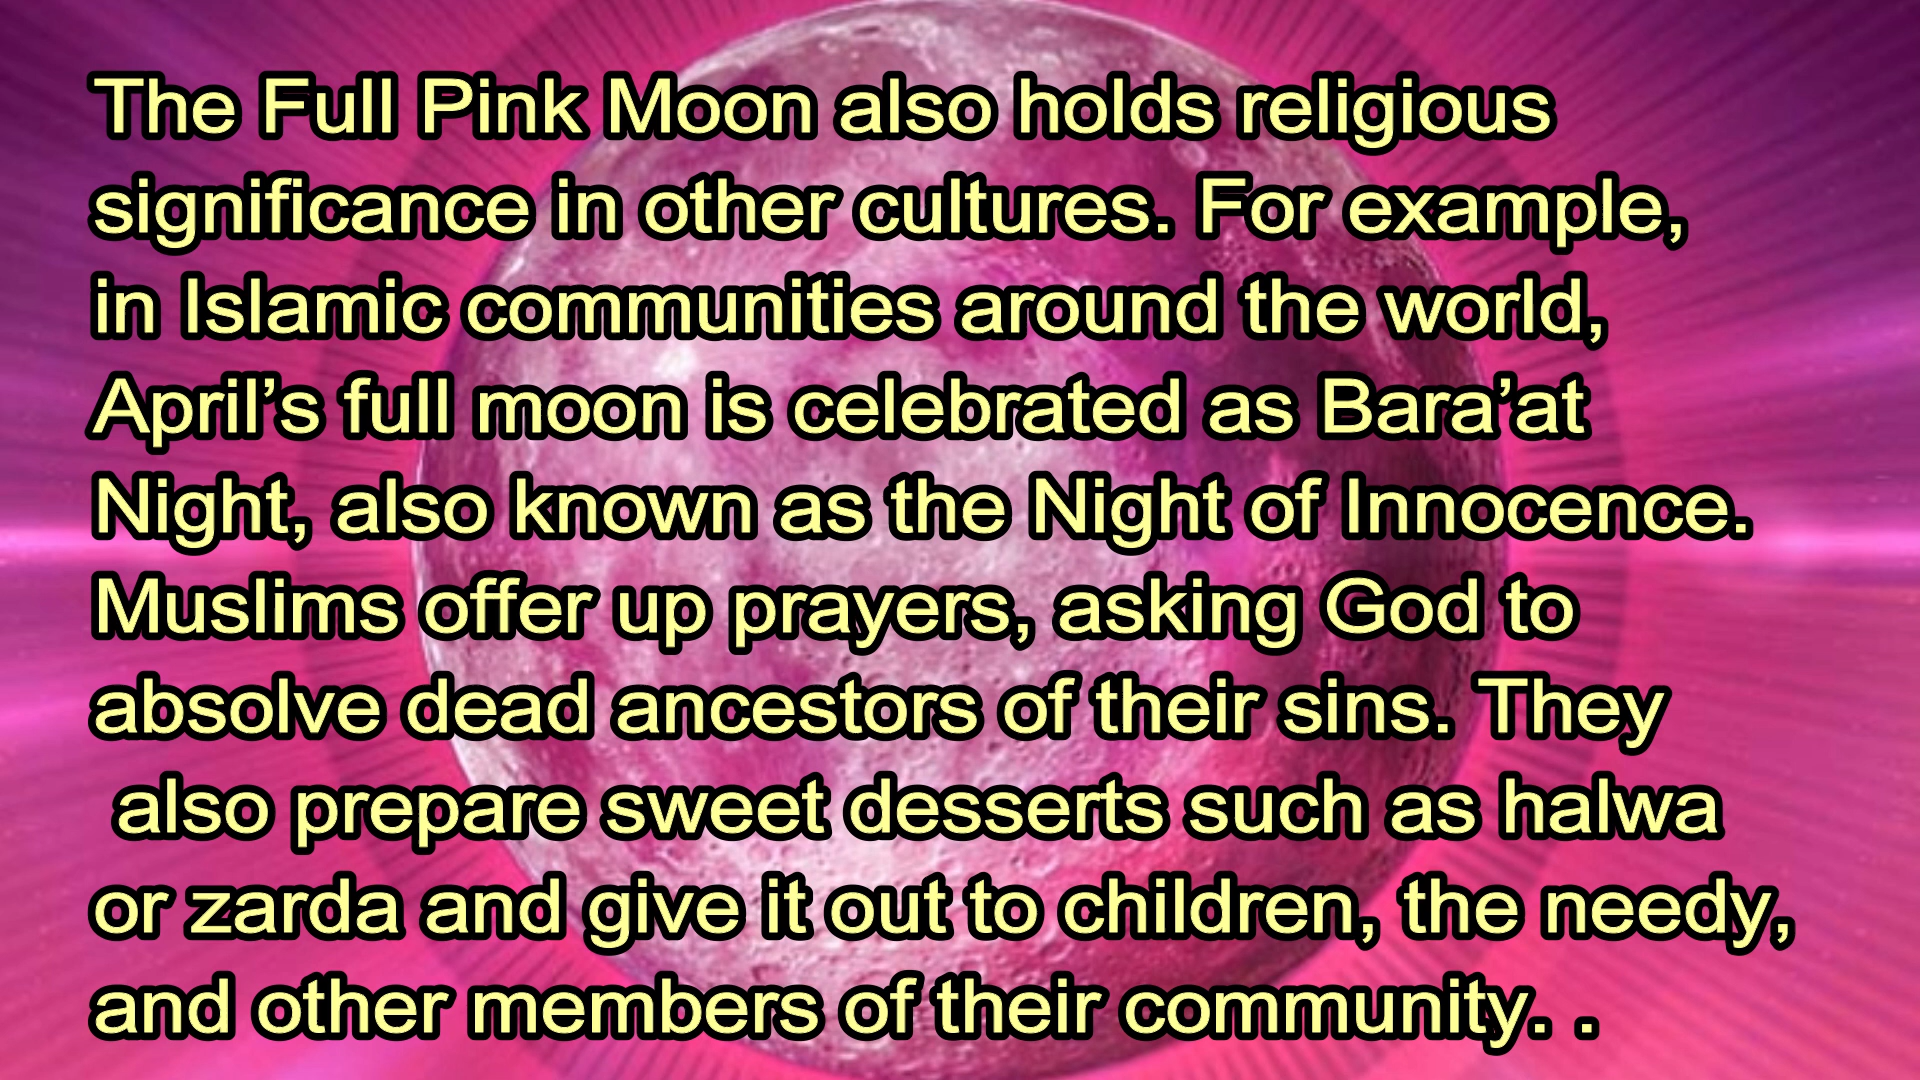 The Full Pink Moon also holds religious
significance in other cultures. For example,
in Islamic communities around the world,
April’s full moon is celebrated as Bara’at
Night, also known as the Night of Innocence.
Muslims offer up prayers, asking God to
absolve dead ancestors of their sins. They
also prepare sweet desserts such as halwa
or zarda and give it out to children, the needy,
and other members of their community. .